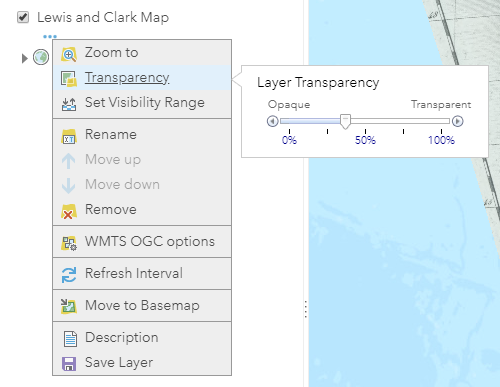 Lewis and Clark Map
Zoom to
Transparency
Set Visibility Range
Rename
Move up
Move down
Remove
WMTS OGC options
Refresh Interval
Move to Basemap
Description
Save Layer
Layer Transparency
Opaque Transparent
0% 50% 100%